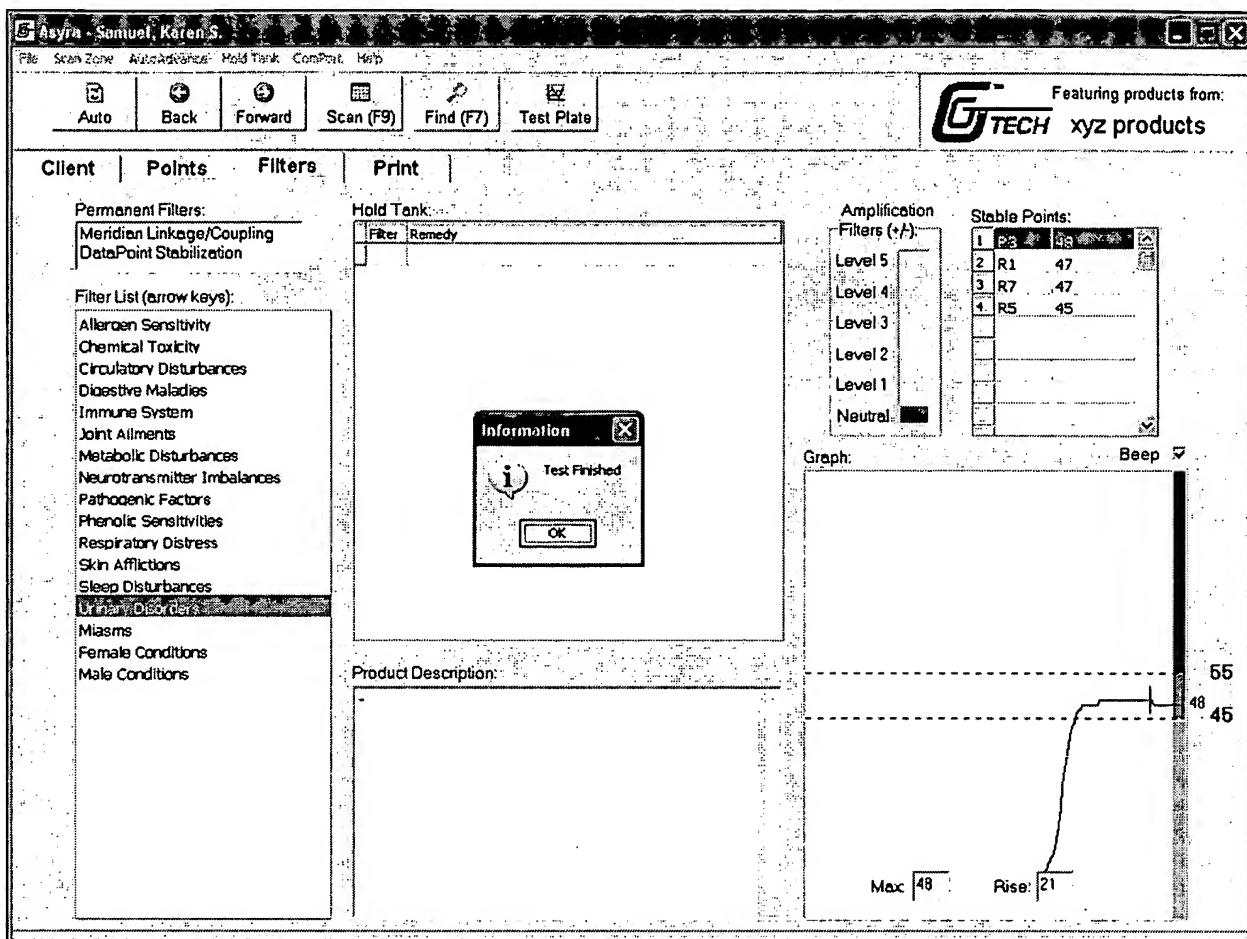 Asyra - Samuel, Karen S.
File Scan Zone AutoAdvance Hold Tank ComPort Help
Auto Back Forward Scan (F9) Find (F7) Test Plate
G TECH
Featuring products from:
xyz products
Client Points Filters Print
Permanent Filters:
Meridian Linkage/Coupling
DataPoint Stabilization
Filter List (arrow keys):
Allergen Sensitivity
Chemical Toxicity
Circulatory Disturbances
Digestive Maladies
Immune System
Joint Ailments
Metabolic Disturbances
Neurotransmitter Imbalances
Pathogenic Factors
Phenolic Sensitivities
Respiratory Distress
Skin Afflictions
Sleep Disturbances
Urinary Disorders
Miasms
Female Conditions
Male Conditions
Hold Tank:
Filter Remedy
Information
Test Finished
OK
Product Description:
-
Amplification
Filters (+/-):
Level 5
Level 4
Level 3
Level 2
Level 1
Neutral
Stable Points:
1 P3 48
2 R1 47
3 R7 47
4 R5 45
Graph:
Beep
55
48
45
Max: 48 Rise: 21